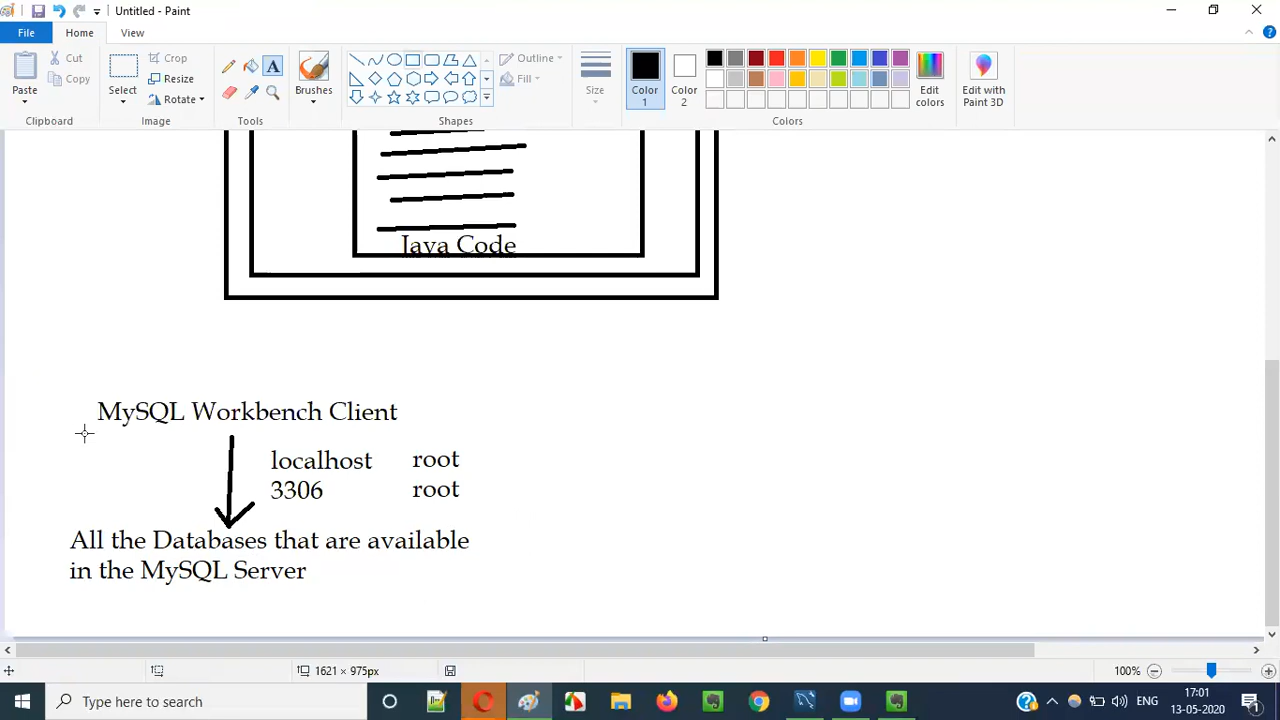 Untitled - Paint
File Home View
Cut
Copy
Paste
Clipboard
Crop
Resize
Rotate
Select
Image
Tools
Brushes
Outline
Fill
Shapes
Size
Color 1
Color 2
Edit colors
Colors
Edit with Paint 3D
Java Code
MySQL Workbench Client
localhost root
3306 root
All the Databases that are available
in the MySQL Server
1621 × 975px
100%
Type here to search
ENG
17:01
13-05-2020